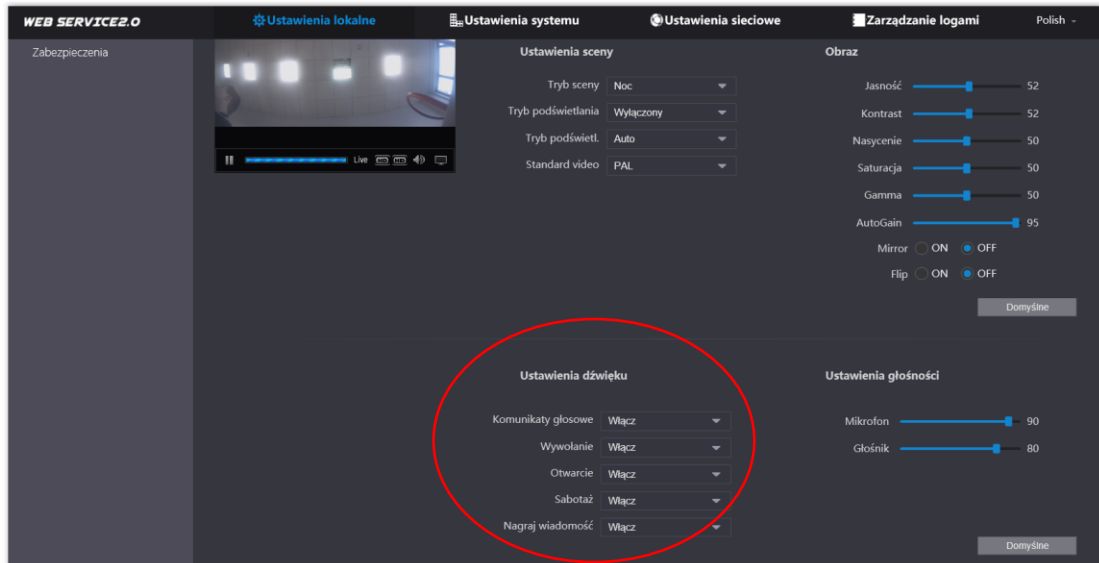 WEB SERVICE2.0
Ustawienia lokalne
Ustawienia systemu
Ustawienia sieciowe
Zarządzanie logami
Polish
Zabezpieczenia
Live
Ustawienia sceny
Tryb sceny Noc
Tryb podświetlania Wyłączony
Tryb podświetl. Auto
Standard video PAL
Obraz
Jasność 52
Kontrast 52
Nasycenie 50
Saturacja 50
Gamma 50
AutoGain 95
Mirror ON OFF
Flip ON OFF
Domyślne
Ustawienia dźwięku
Komunikaty głosowe Włącz
Wywołanie Włącz
Otwarcie Włącz
Sabotaż Włącz
Nagraj wiadomość Włącz
Ustawienia głośności
Mikrofon 90
Głośnik 80
Domyślne